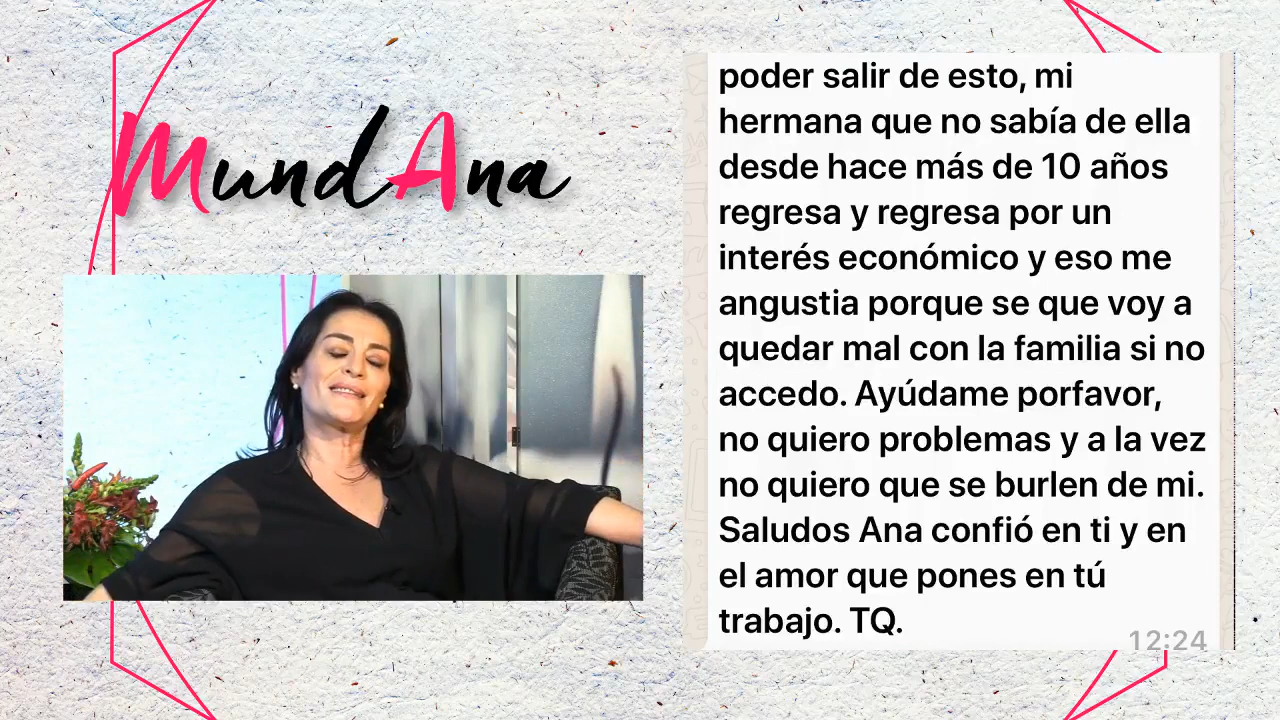 MundAna
poder salir de esto, mi
hermana que no sabía de ella
desde hace más de 10 años
regresa y regresa por un
interés económico y eso me
angustia porque se que voy a
quedar mal con la familia si no
accedo. Ayúdame porfavor,
no quiero problemas y a la vez
no quiero que se burlen de mi.
Saludos Ana confió en ti y en
el amor que pones en tú
trabajo. TQ.
12:24